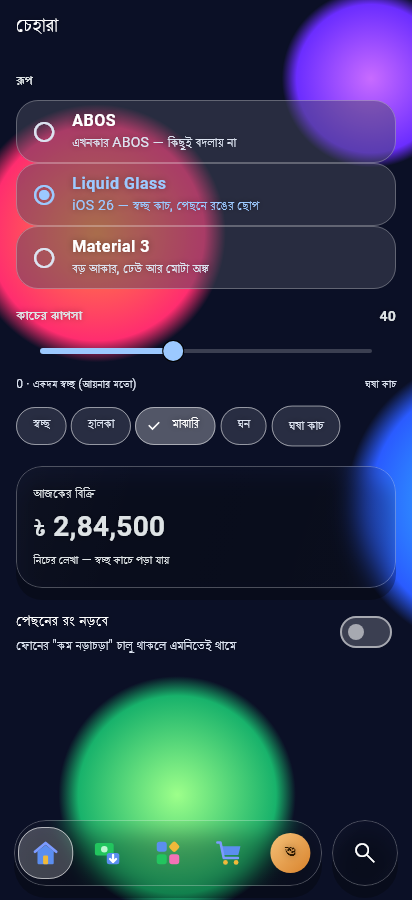 চেহারা
রূপ
ABOS
এখনকার ABOS — কিছুই বদলায় না
Liquid Glass
iOS 26 — স্বচ্ছ কাচ, পেছনে রঙের ছোপ
Material 3
বড় আকার, ঢেউ আর মোটা অঙ্ক
কাচের ঝাপসা 40
0 · একদম স্বচ্ছ (আয়নার মতো) ঘষা কাচ
স্বচ্ছ হালকা মাঝারি ঘন ঘষা কাচ
আজকের বিক্রি
৳ 2,84,500
নিচের লেখা — স্বচ্ছ কাচে পড়া যায়
পেছনের রং নড়বে
ফোনের "কম নড়াচড়া" চালু থাকলে এমনিতেই থামে
শু